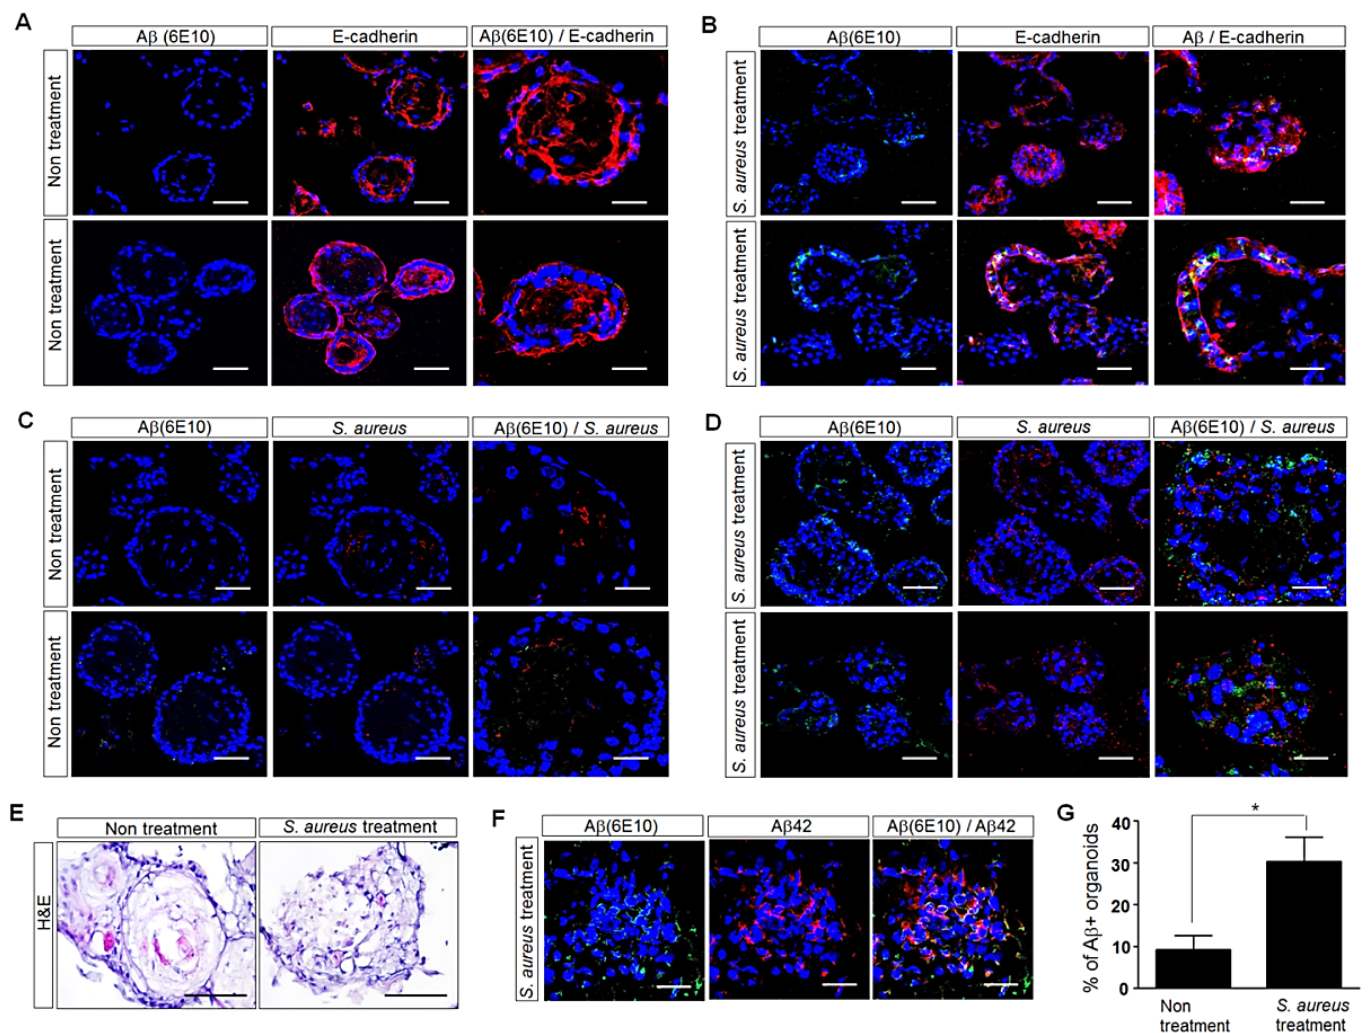 A
Aβ (6E10)
E-cadherin
Aβ(6E10) / E-cadherin
Non treatment
Non treatment
B
Aβ(6E10)
E-cadherin
Aβ / E-cadherin
S. aureus treatment
S. aureus treatment
C
Aβ(6E10)
S. aureus
Aβ(6E10) / S. aureus
Non treatment
Non treatment
D
Aβ(6E10)
S. aureus
Aβ(6E10) / S. aureus
S. aureus treatment
S. aureus treatment
E
Non treatment
S. aureus treatment
H&E
F
Aβ(6E10)
Aβ42
Aβ(6E10) / Aβ42
S. aureus treatment
G
% of Aβ+ organoids
40
30
20
10
0
*
Non
treatment
S. aureus
treatment